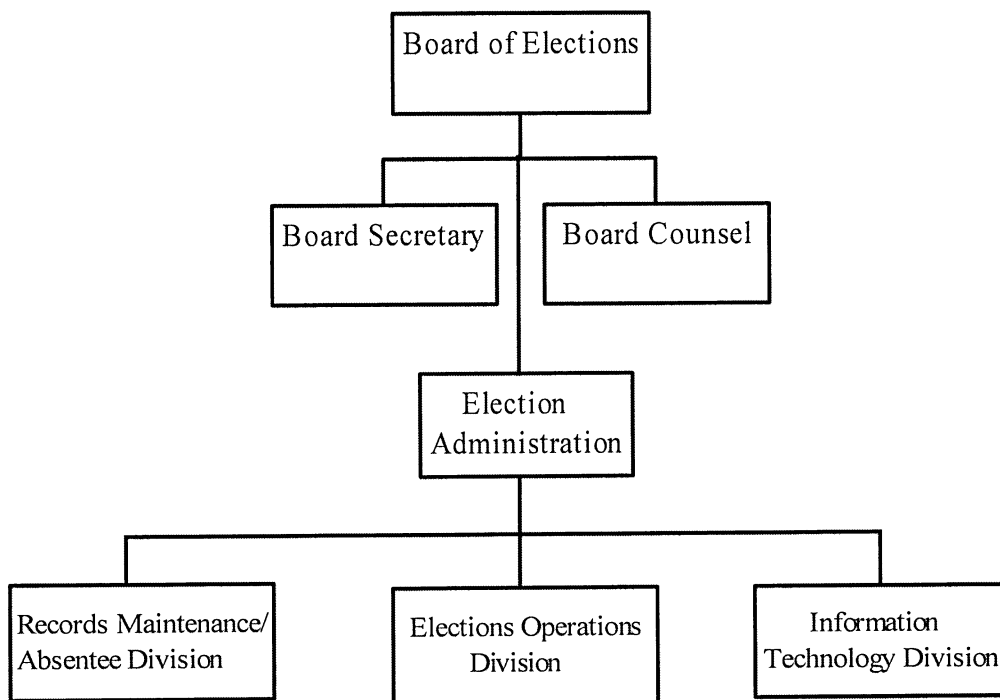 Board of Elections
Board Secretary
Board Counsel
Election
Administration
Records Maintenance/
Absentee Division
Elections Operations
Division
Information
Technology Division